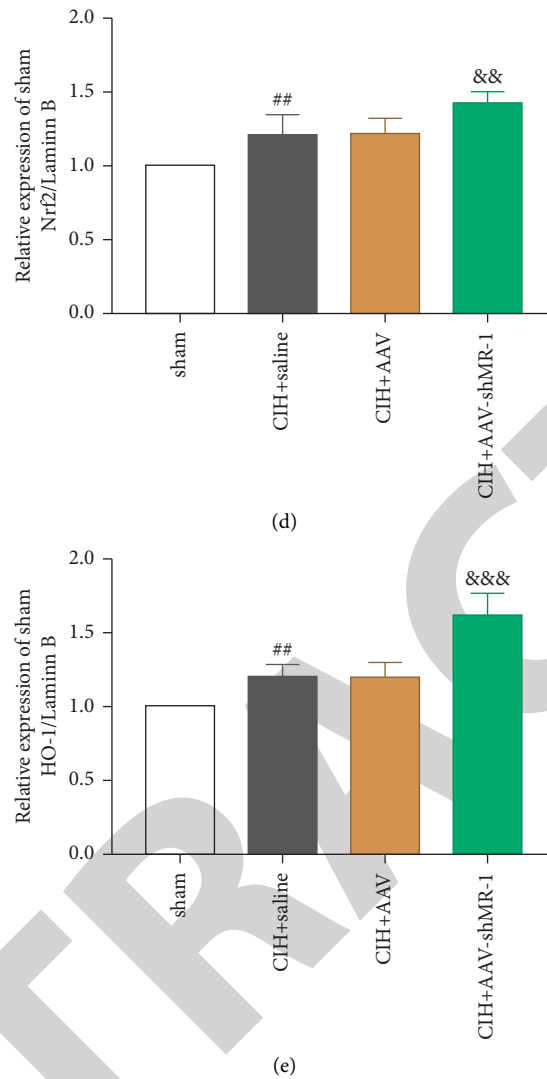 Relative expression of sham
Nrf2/Laminn B
2.0
1.5
1.0
0.5
0.0
##
&&
sham
CIH+saline
CIH+AAV
CIH+AAV-shMR-1
(d)
Relative expression of sham
HO-1/Laminn B
2.0
1.5
1.0
0.5
0.0
##
&&&
sham
CIH+saline
CIH+AAV
CIH+AAV-shMR-1
(e)